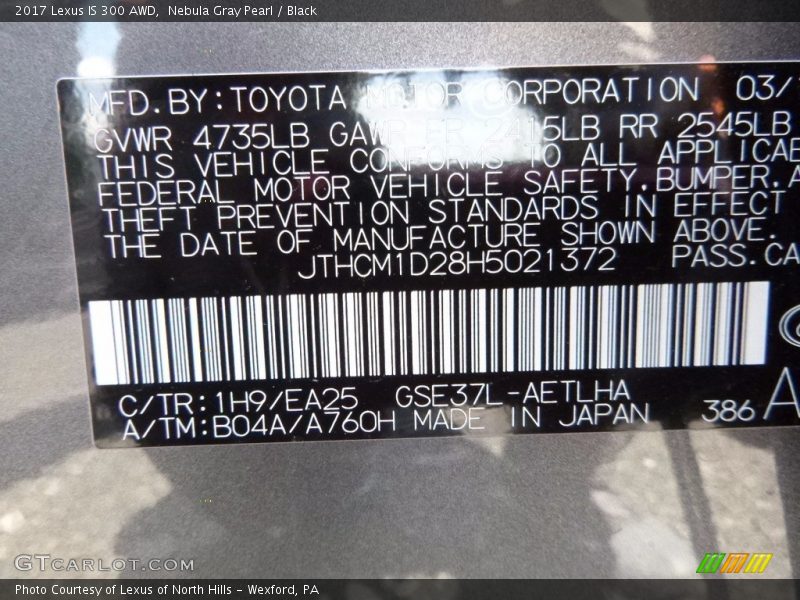 2017 Lexus IS 300 AWD, Nebula Gray Pearl / Black
MFD.BY:TOYOTA MOTOR CORPORATION 03/
GVWR 4735LB GAWR FR 2415LB RR 2545LB
THIS VEHICLE CONFORMS TO ALL APPLICAB
FEDERAL MOTOR VEHICLE SAFETY.BUMPER.A
THEFT PREVENTION STANDARDS IN EFFECT
THE DATE OF MANUFACTURE SHOWN ABOVE.
JTHCM1D28H5021372 PASS.CA
C/TR:1H9/EA25 GSE37L-AETLHA
A/TM:B04A/A760H MADE IN JAPAN 386 A
GTCarlot.com
Photo Courtesy of Lexus of North Hills - Wexford, PA